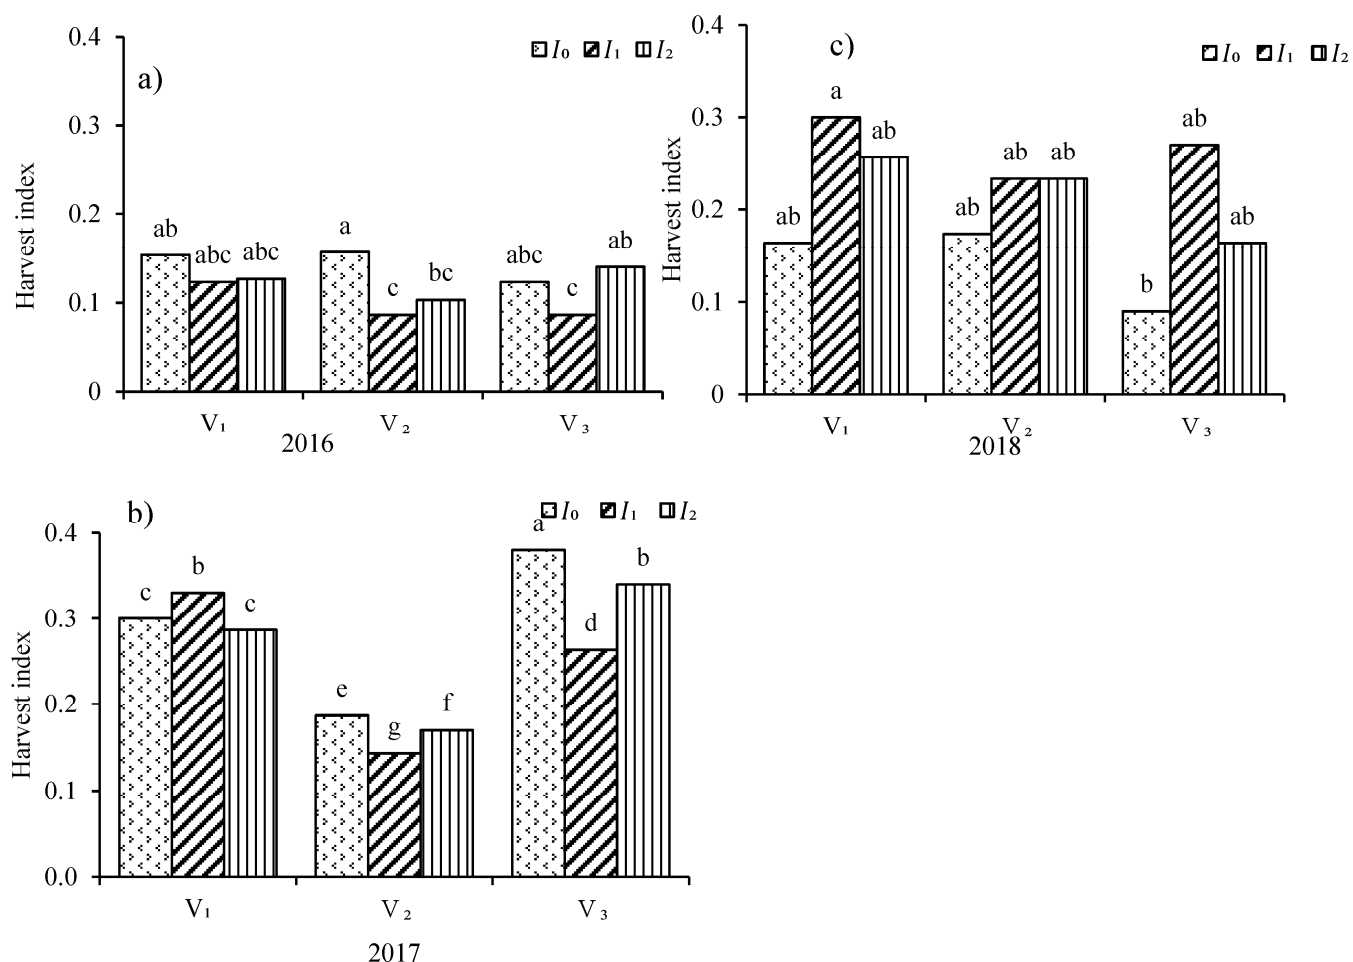 a)
I₀ I₁ I₂
Harvest index
0.4
0.3
0.2
0.1
0
ab abc abc
a c bc
abc c ab
V₁ V₂ V₃
2016
c)
I₀ I₁ I₂
Harvest index
0.4
0.3
0.2
0.1
0
ab a ab
ab ab ab
b ab ab
V₁ V₂ V₃
2018
b)
I₀ I₁ I₂
Harvest index
0.4
0.3
0.2
0.1
0.0
c b c
e g f
a d b
V₁ V₂ V₃
2017